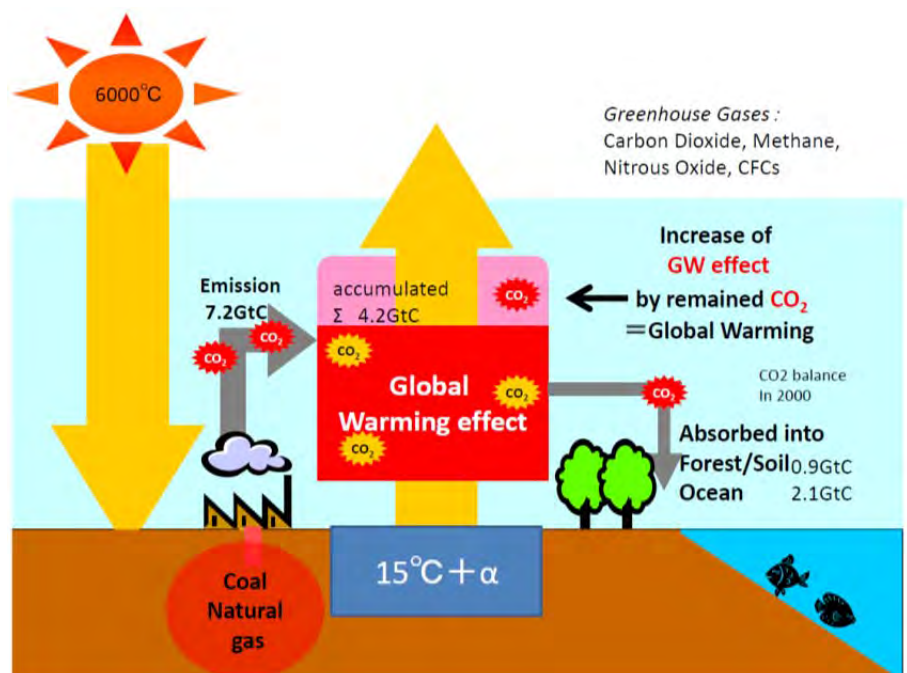 6000℃
Greenhouse Gases :
Carbon Dioxide, Methane,
Nitrous Oxide, CFCs
Increase of
GW effect
by remained CO₂
=Global Warming
Emission
7.2GtC
accumulated
Σ 4.2GtC
CO₂
CO₂
CO₂
CO₂
Global
Warming effect
CO₂
CO₂
CO₂
CO2 balance
In 2000
Absorbed into
Forest/Soil 0.9GtC
Ocean 2.1GtC
15℃+α
Coal
Natural
gas